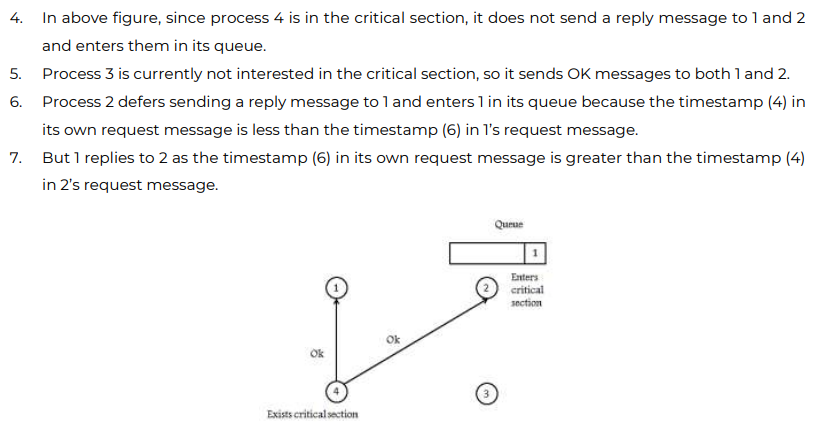 4. In above figure, since process 4 is in the critical section, it does not send a reply message to 1 and 2
and enters them in its queue.
5. Process 3 is currently not interested in the critical section, so it sends OK messages to both 1 and 2.
6. Process 2 defers sending a reply message to 1 and enters 1 in its queue because the timestamp (4) in
its own request message is less than the timestamp (6) in 1's request message.
7. But 1 replies to 2 as the timestamp (6) in its own request message is greater than the timestamp (4)
in 2's request message.
Queue
1
1
2
Enters
critical
section
Ok
Ok
4
3
Exists critical section